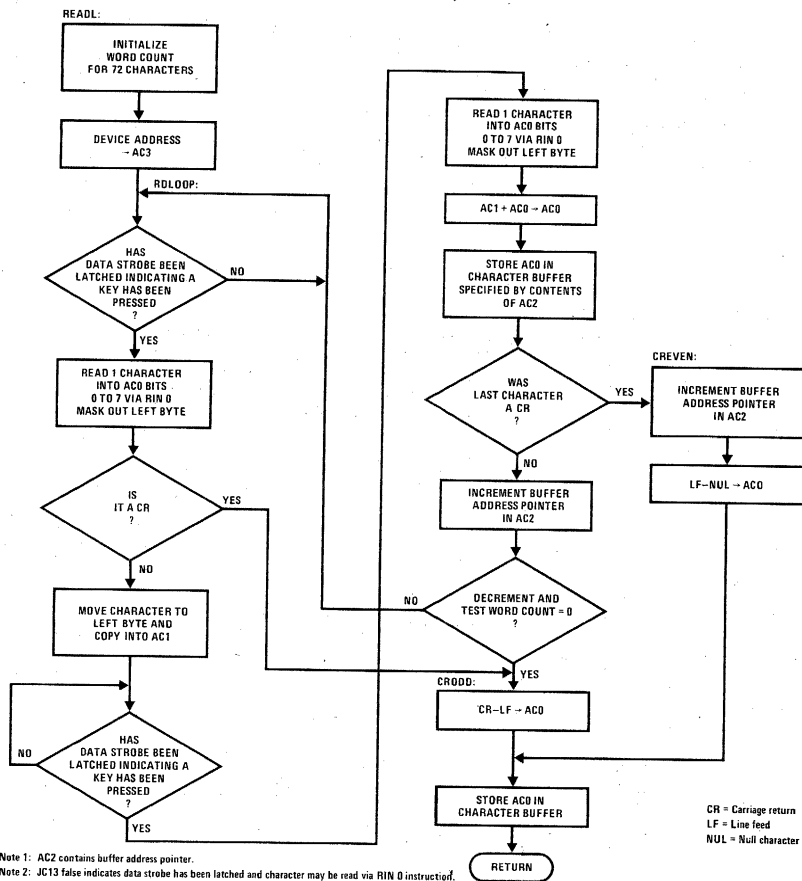 READL:
INITIALIZE
WORD COUNT
FOR 72 CHARACTERS
DEVICE ADDRESS
→ AC3
RDLOOP:
HAS
DATA STROBE BEEN
LATCHED INDICATING A
KEY HAS BEEN
PRESSED
?
NO
YES
READ 1 CHARACTER
INTO AC0 BITS
0 TO 7 VIA RIN 0
MASK OUT LEFT BYTE
IS
IT A CR
?
YES
NO
MOVE CHARACTER TO
LEFT BYTE AND
COPY INTO AC1
HAS
DATA STROBE BEEN
LATCHED INDICATING A
KEY HAS BEEN
PRESSED
?
NO
YES
READ 1 CHARACTER
INTO AC0 BITS
0 TO 7 VIA RIN 0
MASK OUT LEFT BYTE
AC1 + AC0 → AC0
STORE AC0 IN
CHARACTER BUFFER
SPECIFIED BY CONTENTS
OF AC2
WAS
LAST CHARACTER
A CR
?
YES
NO
CREVEN:
INCREMENT BUFFER
ADDRESS POINTER
IN AC2
LF–NUL → AC0
INCREMENT BUFFER
ADDRESS POINTER
IN AC2
DECREMENT AND
TEST WORD COUNT = 0
?
NO
YES
CRODD:
CR–LF → AC0
STORE AC0 IN
CHARACTER BUFFER
RETURN
CR = Carriage return
LF = Line feed
NUL = Null character
Note 1: AC2 contains buffer address pointer.
Note 2: JC13 false indicates data strobe has been latched and character may be read via RIN 0 instruction.